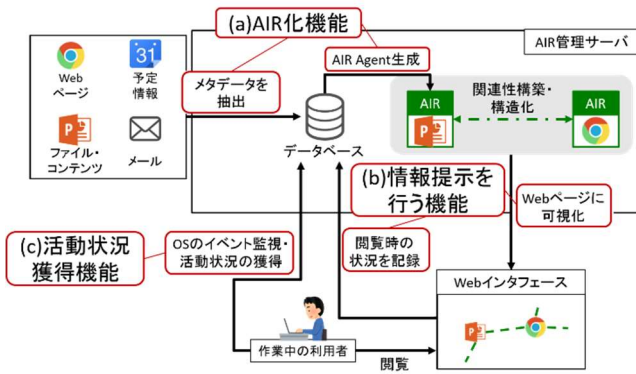 (a)AIR化機能
AIR管理サーバ
Web
ページ
31
予定
情報
ファイル・
コンテンツ
メール
メタデータを
抽出
AIR Agent生成
データベース
関連性構築・
構造化
AIR
P
AIR
(b)情報提示を
行う機能
Webページに
可視化
(c)活動状況
獲得機能
OSのイベント監視・
活動状況の獲得
閲覧時の
状況を記録
Webインタフェース
P
作業中の利用者
閲覧